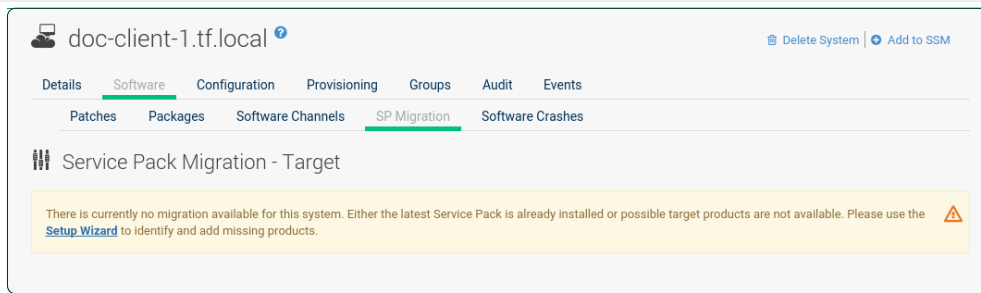 doc-client-1.tf.local ?
Delete System | Add to SSM
Details Software Configuration Provisioning Groups Audit Events
Patches Packages Software Channels SP Migration Software Crashes
Service Pack Migration - Target
There is currently no migration available for this system. Either the latest Service Pack is already installed or possible target products are not available. Please use the
Setup Wizard to identify and add missing products.